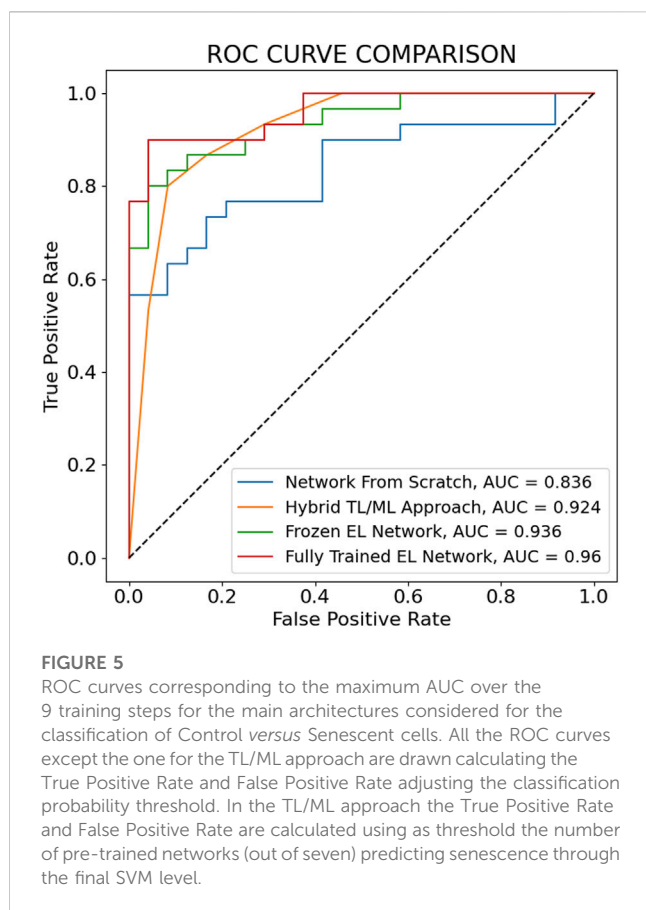 ROC CURVE COMPARISON
True Positive Rate
1.0
0.8
0.6
0.4
0.2
0.0
Network From Scratch, AUC = 0.836
Hybrid TL/ML Approach, AUC = 0.924
Frozen EL Network, AUC = 0.936
Fully Trained EL Network, AUC = 0.96
0.0 0.2 0.4 0.6 0.8 1.0
False Positive Rate
FIGURE 5
ROC curves corresponding to the maximum AUC over the
9 training steps for the main architectures considered for the
classification of Control versus Senescent cells. All the ROC curves
except the one for the TL/ML approach are drawn calculating the
True Positive Rate and False Positive Rate adjusting the classification
probability threshold. In the TL/ML approach the True Positive Rate
and False Positive Rate are calculated using as threshold the number
of pre-trained networks (out of seven) predicting senescence through
the final SVM level.